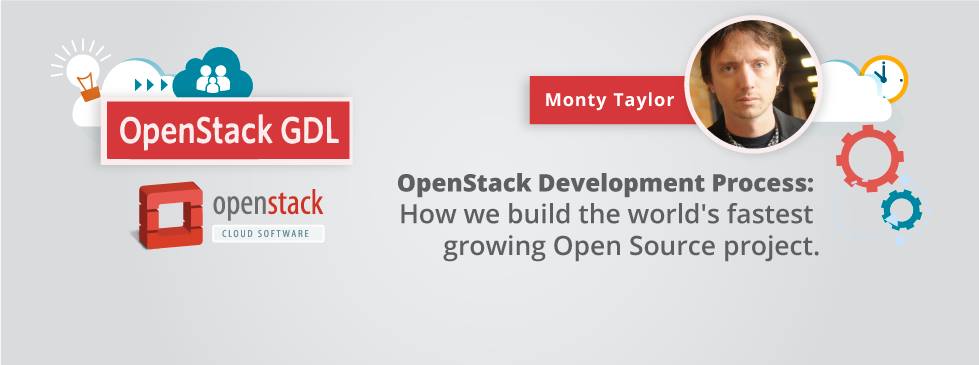 OpenStack GDL
openstack
CLOUD SOFTWARE
Monty Taylor
OpenStack Development Process:
How we build the world's fastest
growing Open Source project.